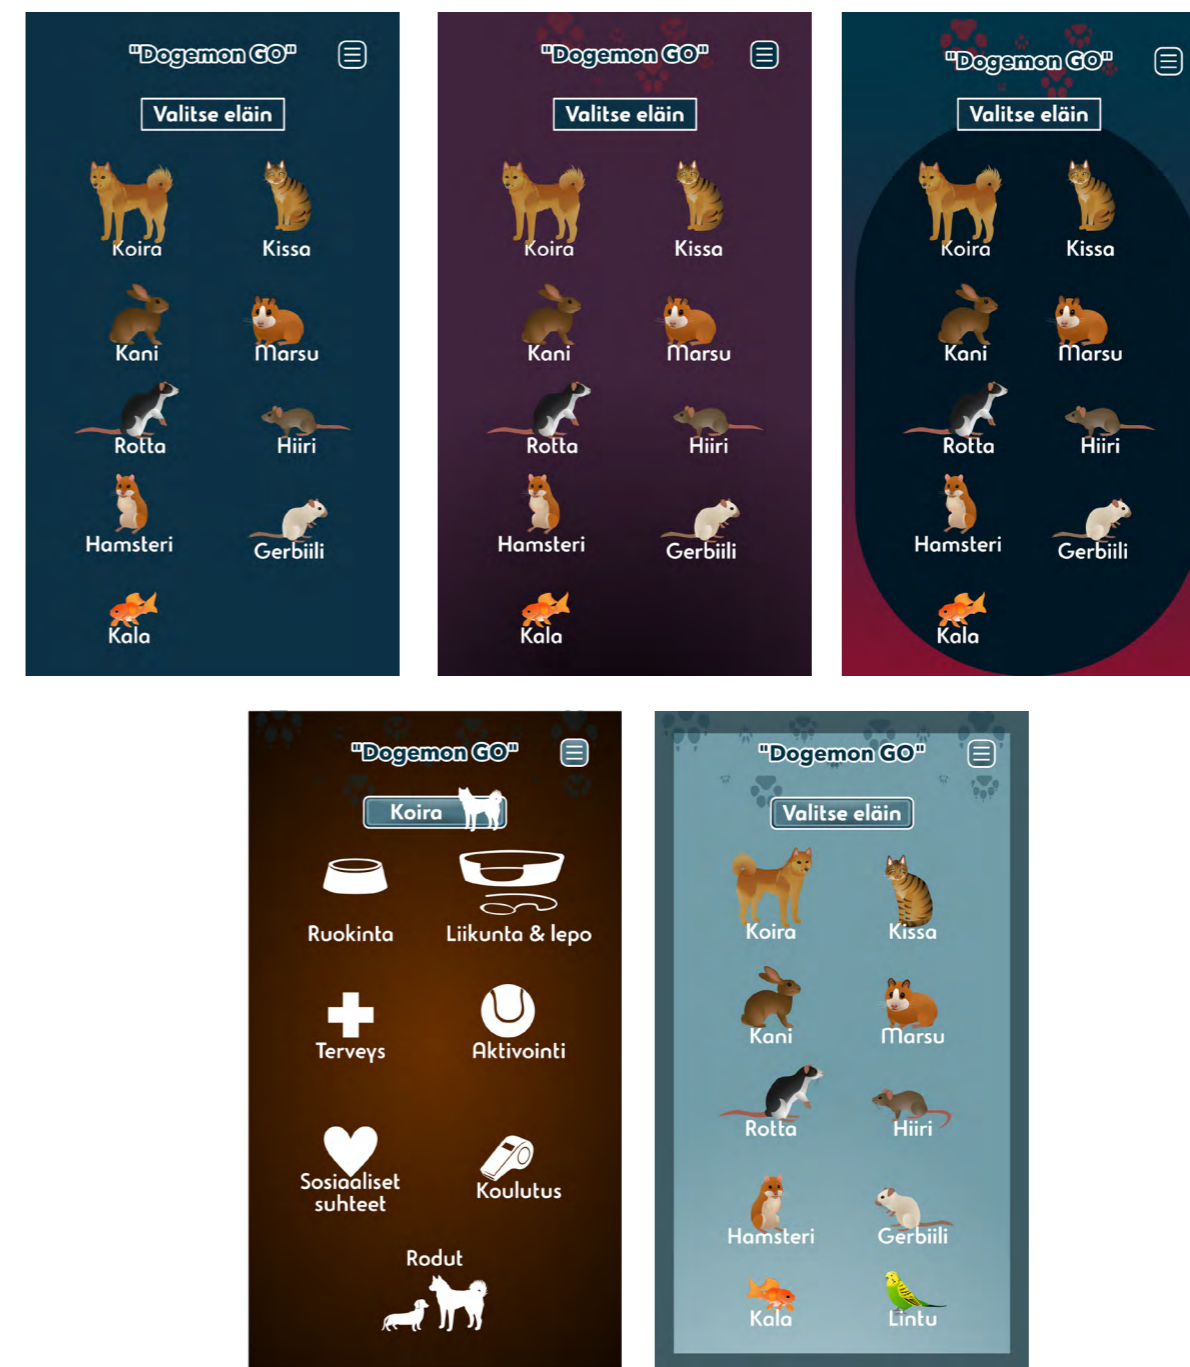 "Dogemon GO"
Valitse eläin
Koira
Kissa
Kani
Marsu
Rotta
Hiiri
Hamsteri
Gerbiili
Kala
"Dogemon GO"
Valitse eläin
Koira
Kissa
Kani
Marsu
Rotta
Hiiri
Hamsteri
Gerbiili
Kala
"Dogemon GO"
Valitse eläin
Koira
Kissa
Kani
Marsu
Rotta
Hiiri
Hamsteri
Gerbiili
Kala
"Dogemon GO"
Koira
Ruokinta
Liikunta & lepo
Terveys
Aktivointi
Sosiaaliset
suhteet
Koulutus
Rodut
"Dogemon GO"
Valitse eläin
Koira
Kissa
Kani
Marsu
Rotta
Hiiri
Hamsteri
Gerbiili
Kala
Lintu